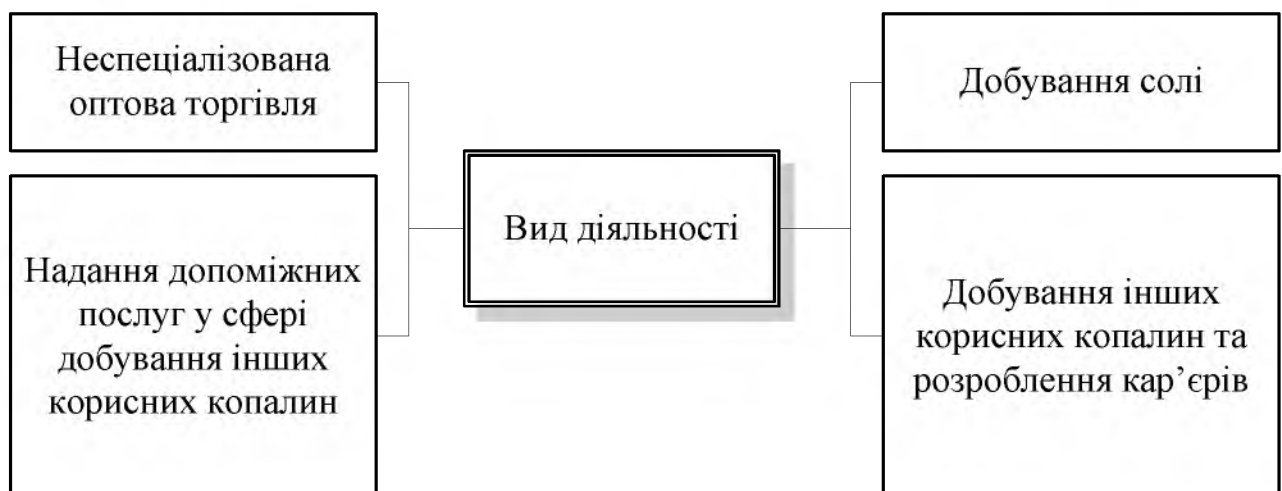 Неспеціалізована
оптова торгівля
Добування солі
Вид діяльності
Надання допоміжних
послуг у сфері
добування інших
корисних копалин
Добування інших
корисних копалин та
розроблення кар’єрів